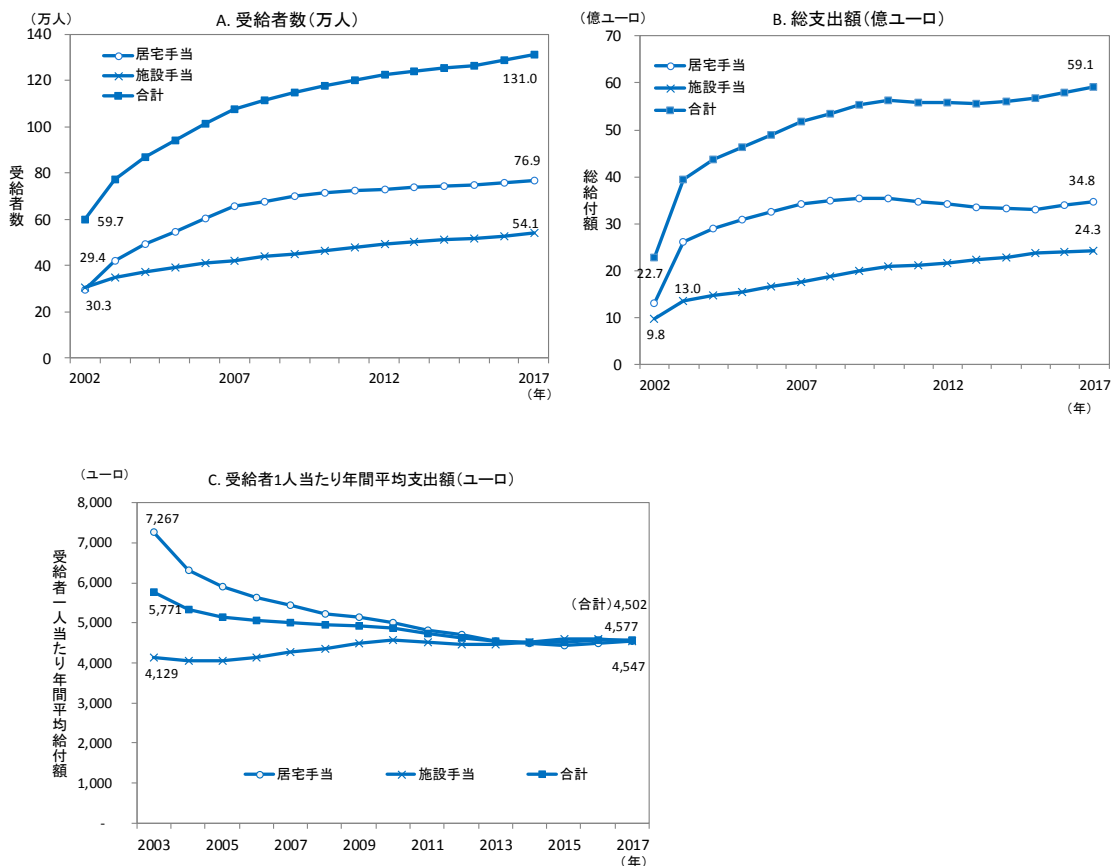 (万人)
A. 受給者数(万人)
140
120
100
80
60
40
20
0
受給者数
居宅手当
施設手当
合計
131.0
76.9
59.7
54.1
29.4
30.3
2002
2007
2012
2017
(年)
(億ユーロ)
B. 総支出額(億ユーロ)
70
60
50
40
30
20
10
0
総給付額
居宅手当
施設手当
合計
59.1
34.8
24.3
22.7
13.0
9.8
2002
2007
2012
2017
(年)
(ユーロ)
C. 受給者1人当たり年間平均支出額(ユーロ)
8,000
7,000
6,000
5,000
4,000
3,000
2,000
1,000
-
受給者一人当たり年間平均給付額
7,267
5,771
4,129
(合計)4,502
4,577
4,547
居宅手当
施設手当
合計
2003
2005
2007
2009
2011
2013
2015
2017
(年)